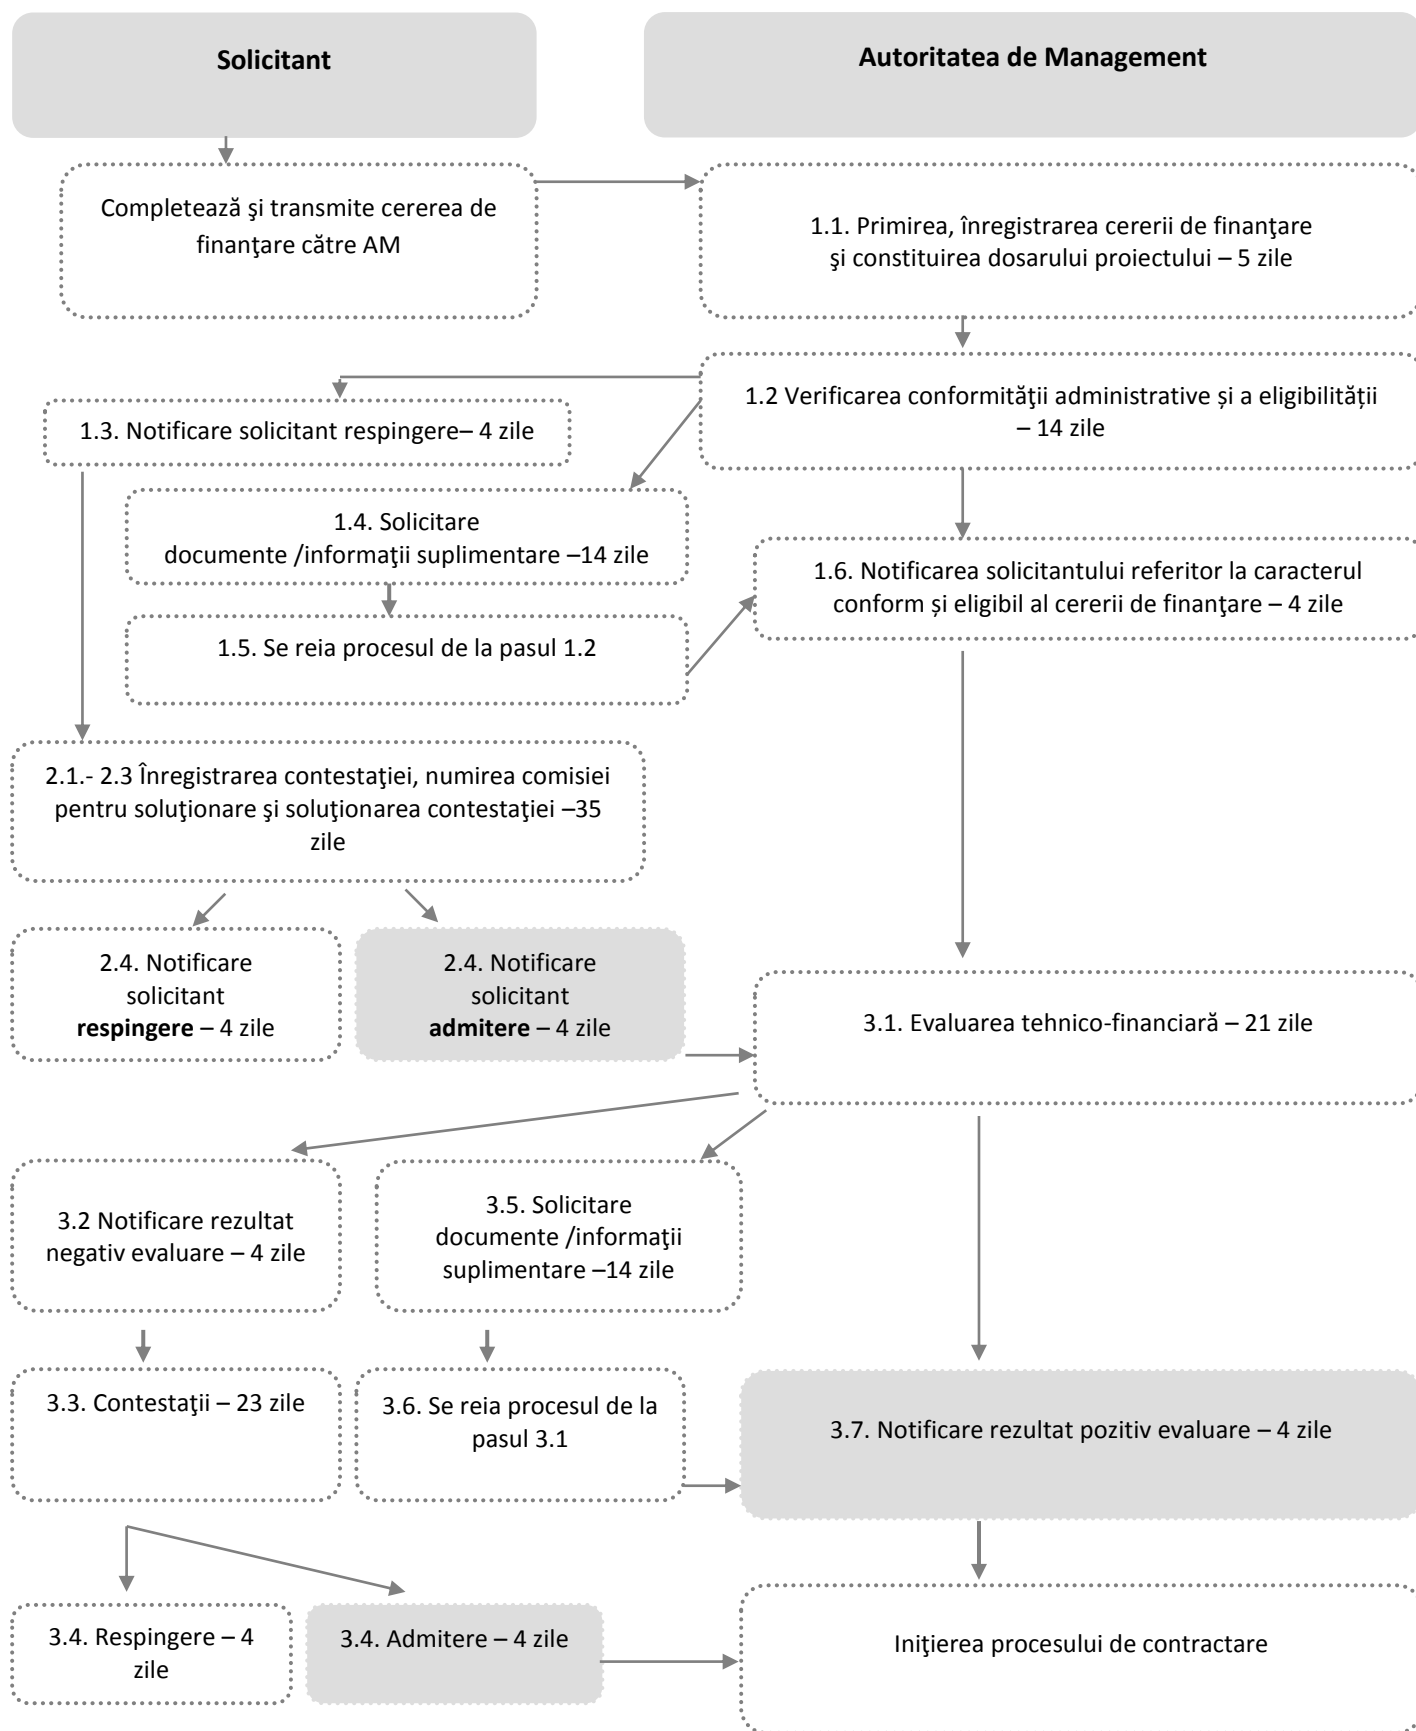 Solicitant
Autoritatea de Management
Completează şi transmite cererea de
finanţare către AM
1.1. Primirea, înregistrarea cererii de finanţare
şi constituirea dosarului proiectului – 5 zile
1.2 Verificarea conformităţii administrative și a eligibilității
– 14 zile
1.3. Notificare solicitant respingere– 4 zile
1.4. Solicitare
documente /informaţii suplimentare –14 zile
1.6. Notificarea solicitantului referitor la caracterul
conform și eligibil al cererii de finanţare – 4 zile
1.5. Se reia procesul de la pasul 1.2
2.1.- 2.3 Înregistrarea contestaţiei, numirea comisiei
pentru soluţionare şi soluţionarea contestaţiei –35
zile
2.4. Notificare
solicitant
respingere – 4 zile
2.4. Notificare
solicitant
admitere – 4 zile
3.1. Evaluarea tehnico-financiară – 21 zile
3.2 Notificare rezultat
negativ evaluare – 4 zile
3.5. Solicitare
documente /informaţii
suplimentare –14 zile
3.3. Contestaţii – 23 zile
3.6. Se reia procesul de la
pasul 3.1
3.7. Notificare rezultat pozitiv evaluare – 4 zile
3.4. Respingere – 4
zile
3.4. Admitere – 4 zile
Iniţierea procesului de contractare